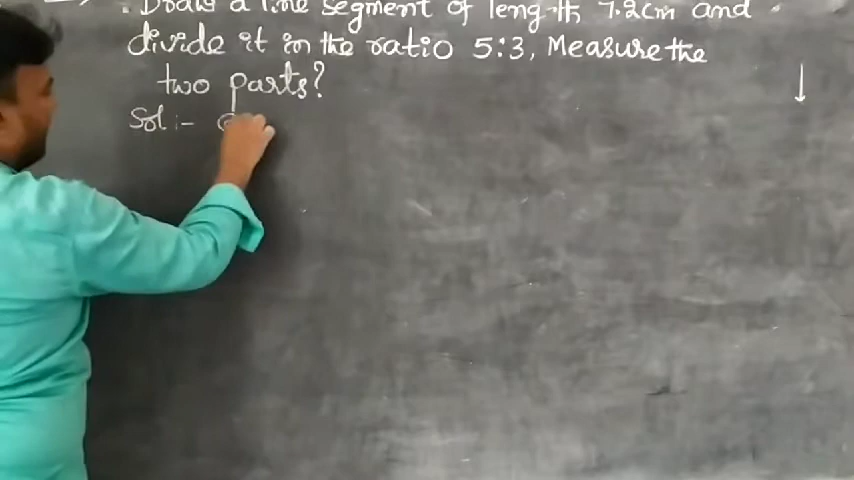 Draw a line segment of length 7.2cm and
divide it in the ratio 5:3, Measure the
two parts?
Sol:-